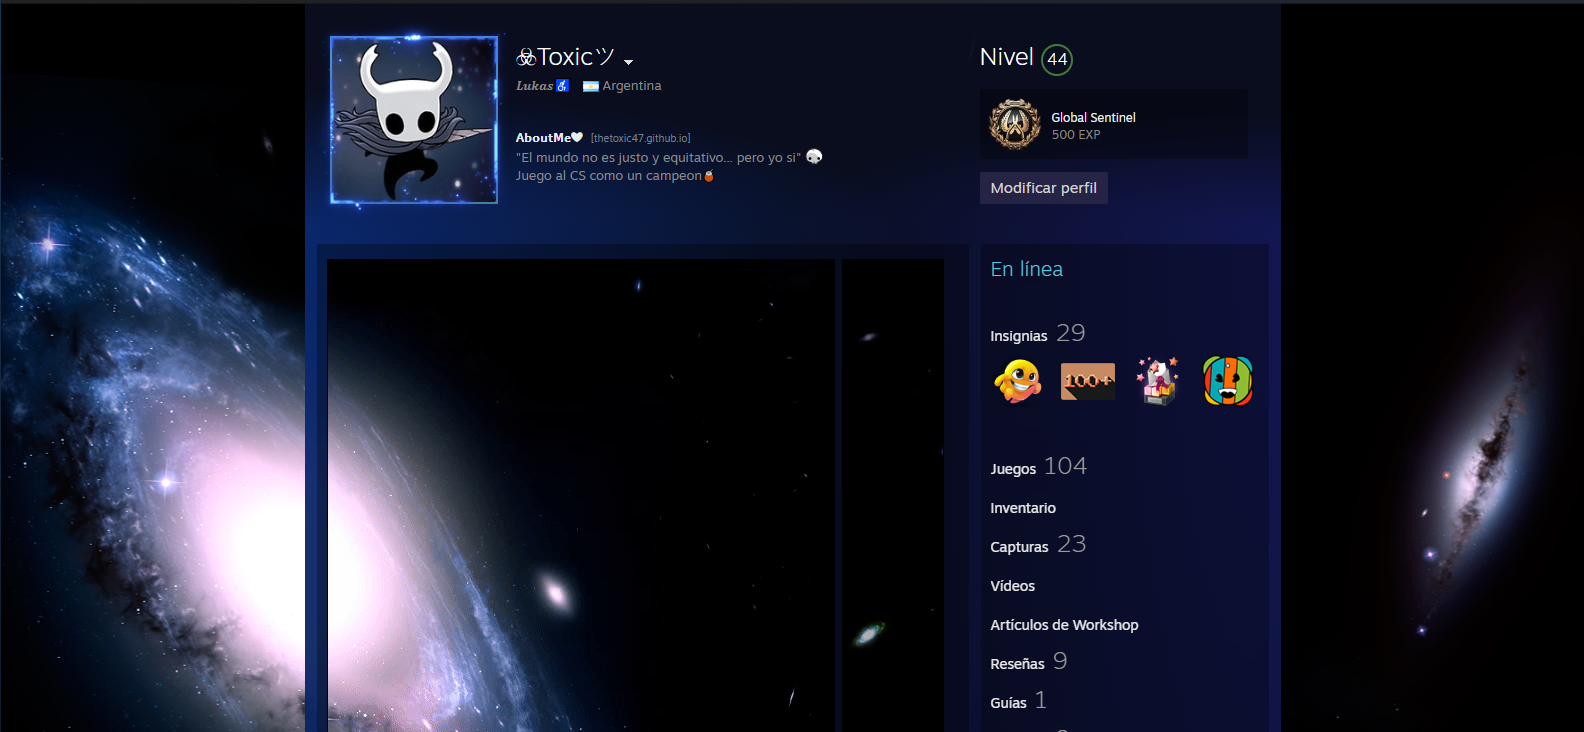 ☣Toxicツ
Lukas♿ Argentina
AboutMe🤍 [thetoxic47.github.io]
"El mundo no es justo y equitativo... pero yo si"
Juego al CS como un campeon
Nivel 44
Global Sentinel
500 EXP
Modificar perfil
En línea
Insignias 29
100+
Juegos 104
Inventario
Capturas 23
Vídeos
Artículos de Workshop
Reseñas 9
Guías 1